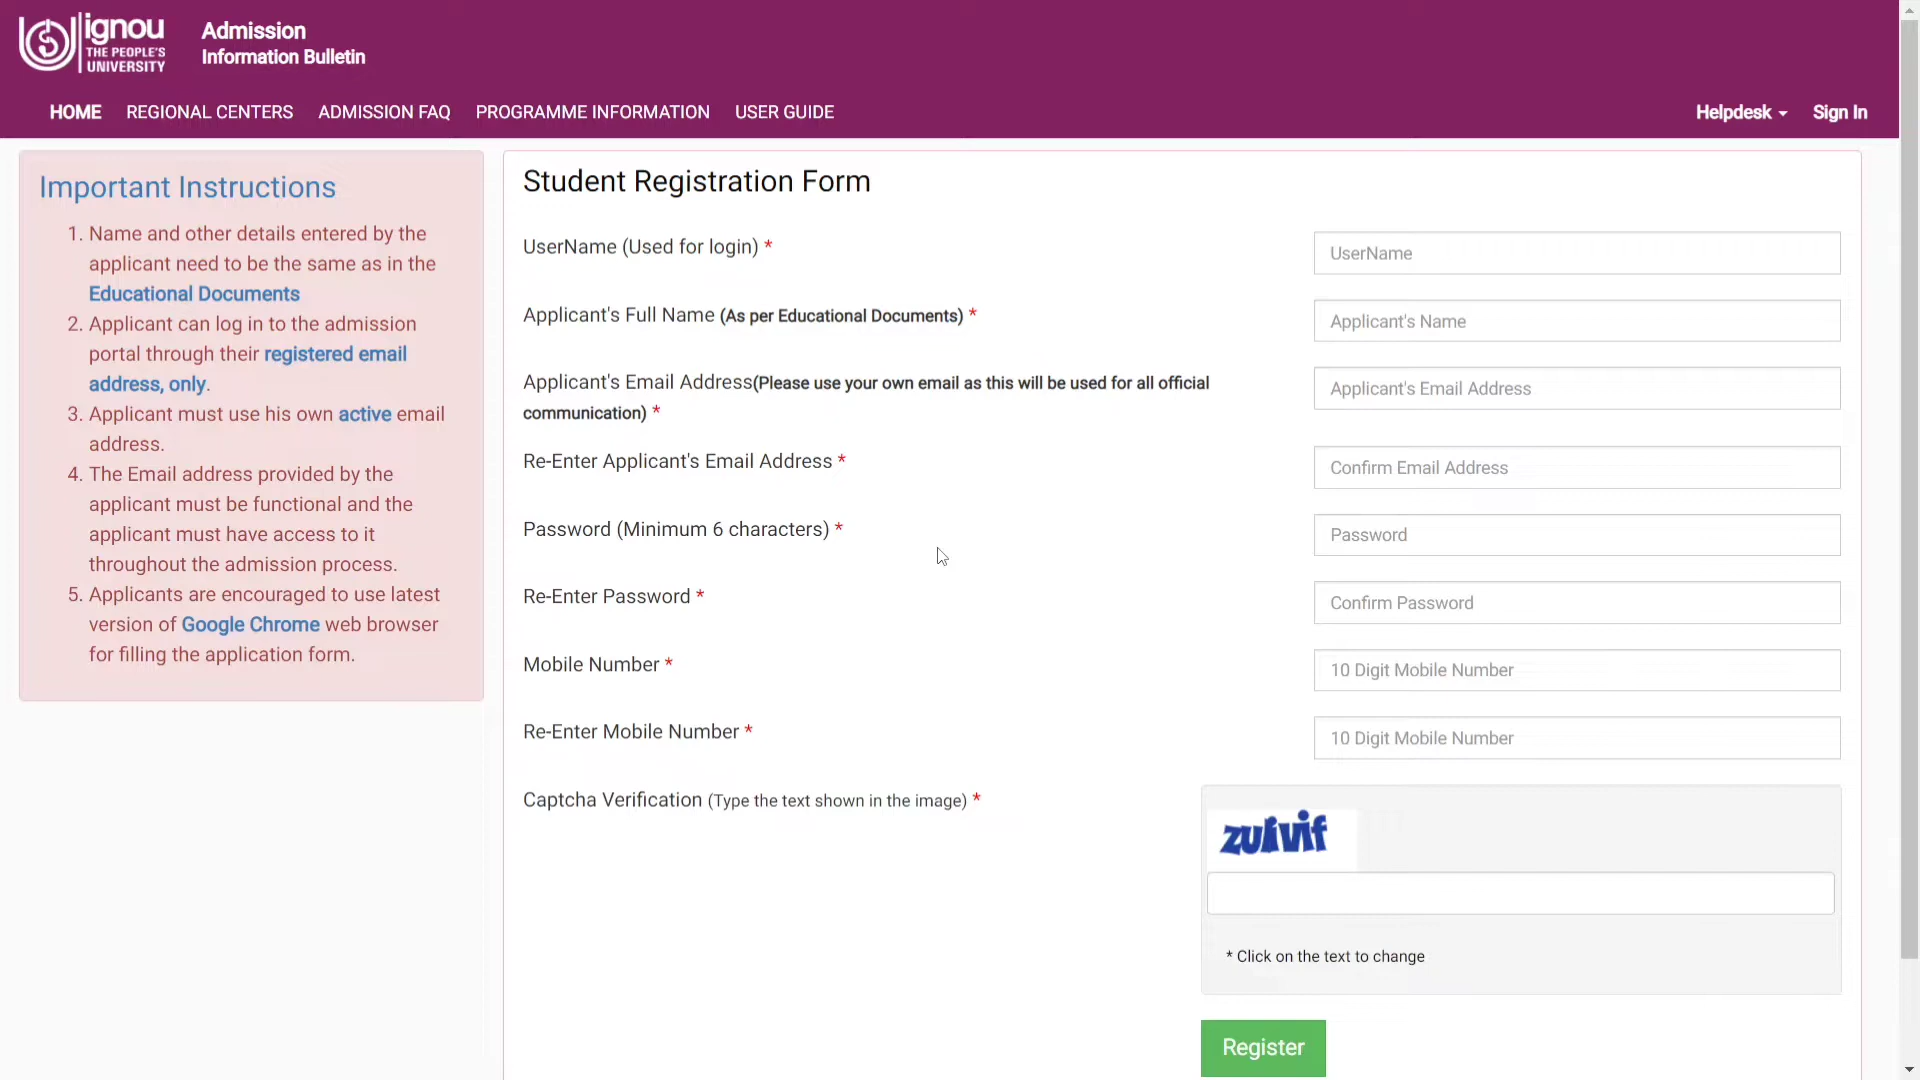 ignou
THE PEOPLE'S
UNIVERSITY
Admission
Information Bulletin
HOME REGIONAL CENTERS ADMISSION FAQ PROGRAMME INFORMATION USER GUIDE Helpdesk Sign In
Important Instructions
1. Name and other details entered by the
applicant need to be the same as in the
Educational Documents
2. Applicant can log in to the admission
portal through their registered email
address, only.
3. Applicant must use his own active email
address.
4. The Email address provided by the
applicant must be functional and the
applicant must have access to it
throughout the admission process.
5. Applicants are encouraged to use latest
version of Google Chrome web browser
for filling the application form.
Student Registration Form
UserName (Used for login) *
UserName
Applicant's Full Name (As per Educational Documents) *
Applicant's Name
Applicant's Email Address(Please use your own email as this will be used for all official
communication) *
Applicant's Email Address
Re-Enter Applicant's Email Address *
Confirm Email Address
Password (Minimum 6 characters) *
Password
Re-Enter Password *
Confirm Password
Mobile Number *
10 Digit Mobile Number
Re-Enter Mobile Number *
10 Digit Mobile Number
Captcha Verification (Type the text shown in the image) *
* Click on the text to change
Register